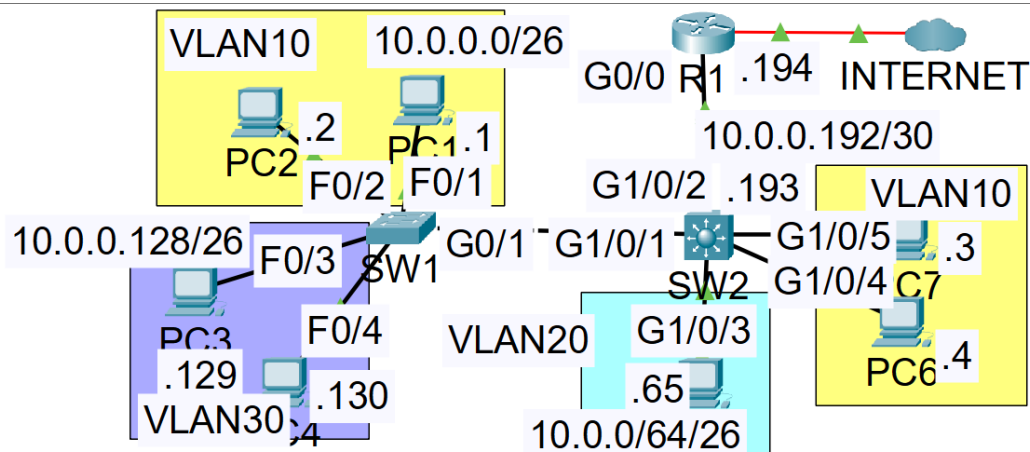 VLAN10
10.0.0.0/26
.2
PC2
PC1
.1
F0/2
F0/1
G0/0
R1
.194
INTERNET
10.0.0.192/30
G1/0/2
.193
VLAN10
10.0.0.128/26
F0/3
SW1
G0/1
G1/0/1
SW2
G1/0/5
.3
G1/0/4
PC7
PC3
F0/4
VLAN20
G1/0/3
PC6
.4
.129
.130
VLAN30
.65
10.0.0/64/26